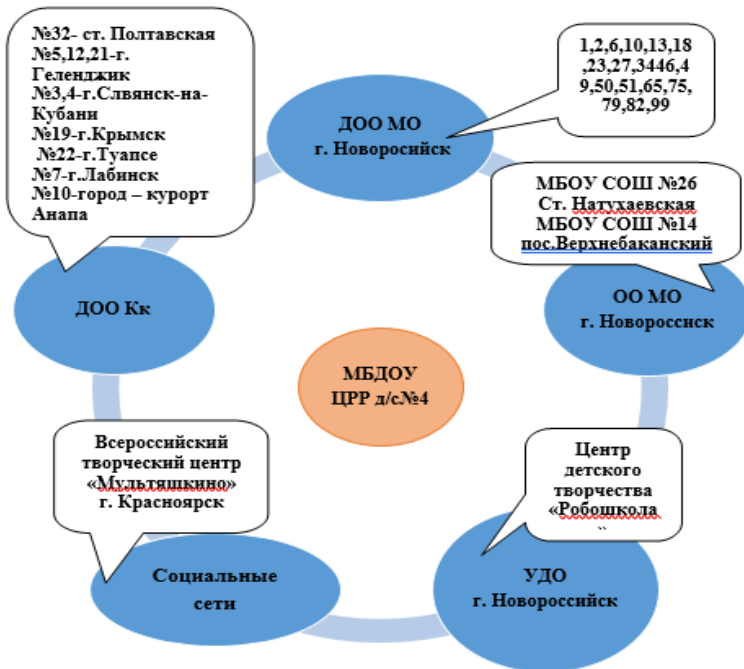 №32- ст. Полтавская
№5,12,21-г.
Геленджик
№3,4-г.Слвянск-на-
Кубани
№19-г.Крымск
№22-г.Туапсе
№7-г.Лабинск
№10-город – курорт
Анапа
1,2,6,10,13,18
,23,27,3446,4
9,50,51,65,75,
79,82,99
ДОО МО
г. Новоросийск
МБОУ СОШ №26
Ст. Натухаевская
МБОУ СОШ №14
пос.Верхнебаканский
ДОО Кк
ОО МО
г. Новоросснск
МБДОУ
ЦРР д/с№4
Всероссийский
творческий центр
«Мультяшкино»
г. Красноярск
Центр
детского
творчества
«Робошкола
»
Социальные
сети
УДО
г. Новороссийск